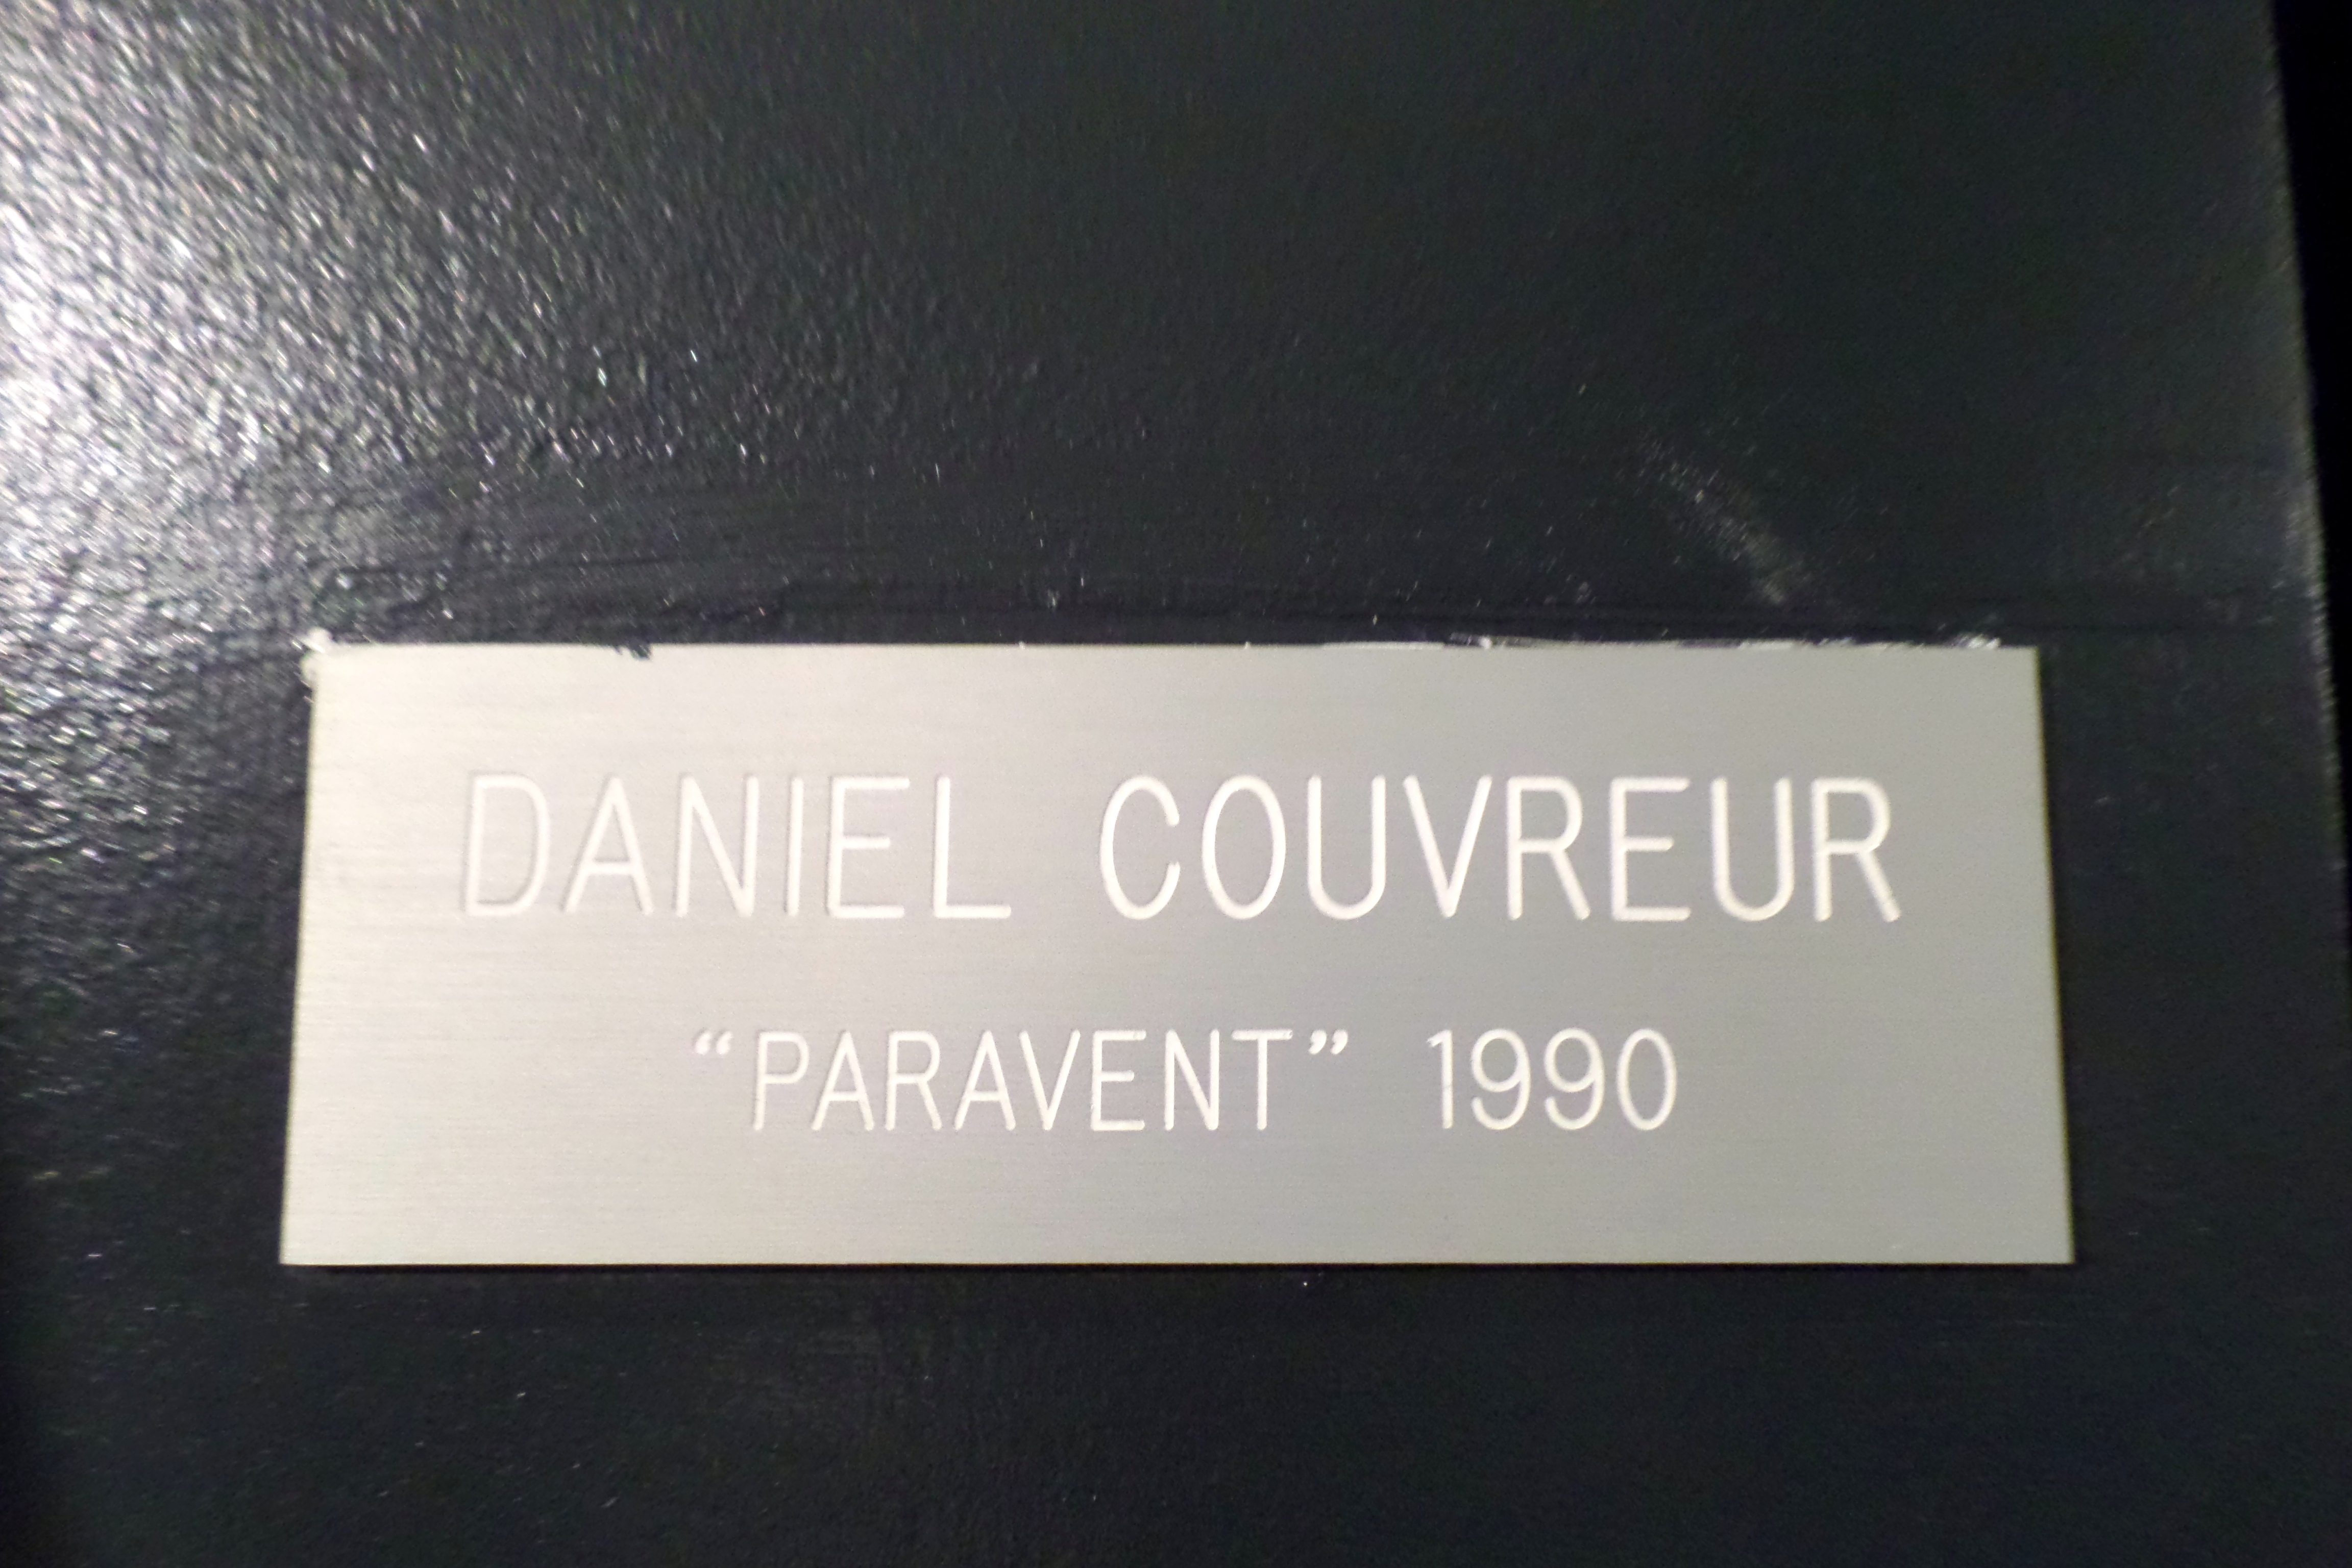 DANIEL COUVREUR
“PARAVENT” 1990